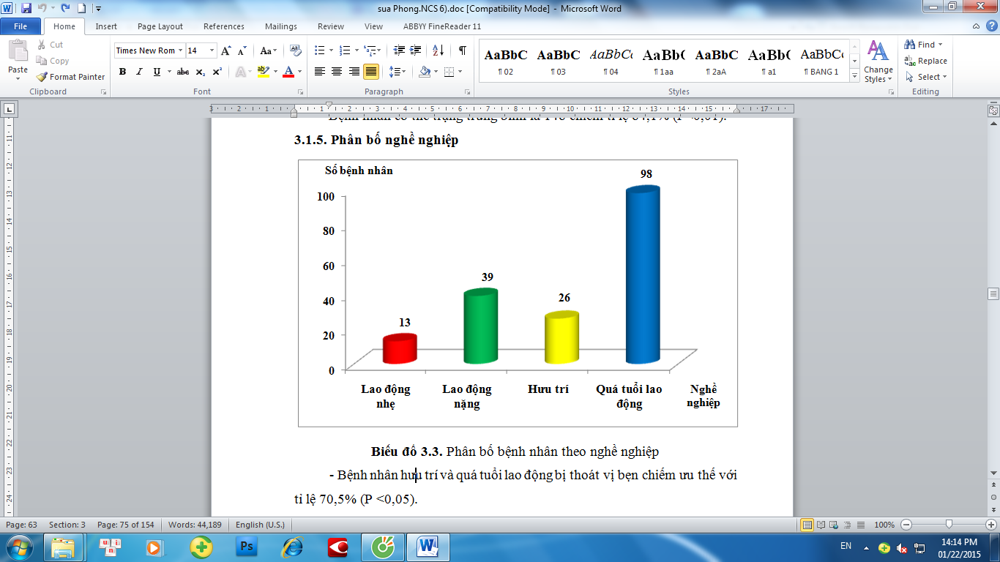 sua Phong.NCS 6).doc [Compatibility Mode] - Microsoft Word
File Home Insert Page Layout References Mailings Review View ABBYY FineReader 11
Paste
Cut
Copy
Format Painter
Clipboard
Times New Rom 14
Font
Paragraph
AaBbC AaBbC AaBbC AaBbC AaBbC AaBbC AaBbC
¶ 02 ¶ 03 ¶ 04 ¶ 1aa ¶ 2aA ¶ a1 ¶ BANG 1
Change
Styles
Styles
Find
Replace
Select
Editing
3.1.5. Phân bố nghề nghiệp
Số bệnh nhân
100
80
60
40
20
0
13
39
26
98
Lao động
nhẹ
Lao động
nặng
Hưu trí
Quá tuổi lao
động
Nghề
nghiệp
Biểu đồ 3.3. Phân bố bệnh nhân theo nghề nghiệp
- Bệnh nhân hưu trí và quá tuổi lao động bị thoát vị bẹn chiếm ưu thế với
tỉ lệ 70,5% (P <0,05).
Page: 63 Section: 3 Page: 75 of 154 Words: 44,189 English (U.S.) 100%
Ps
EN
14:14 PM
01/22/2015